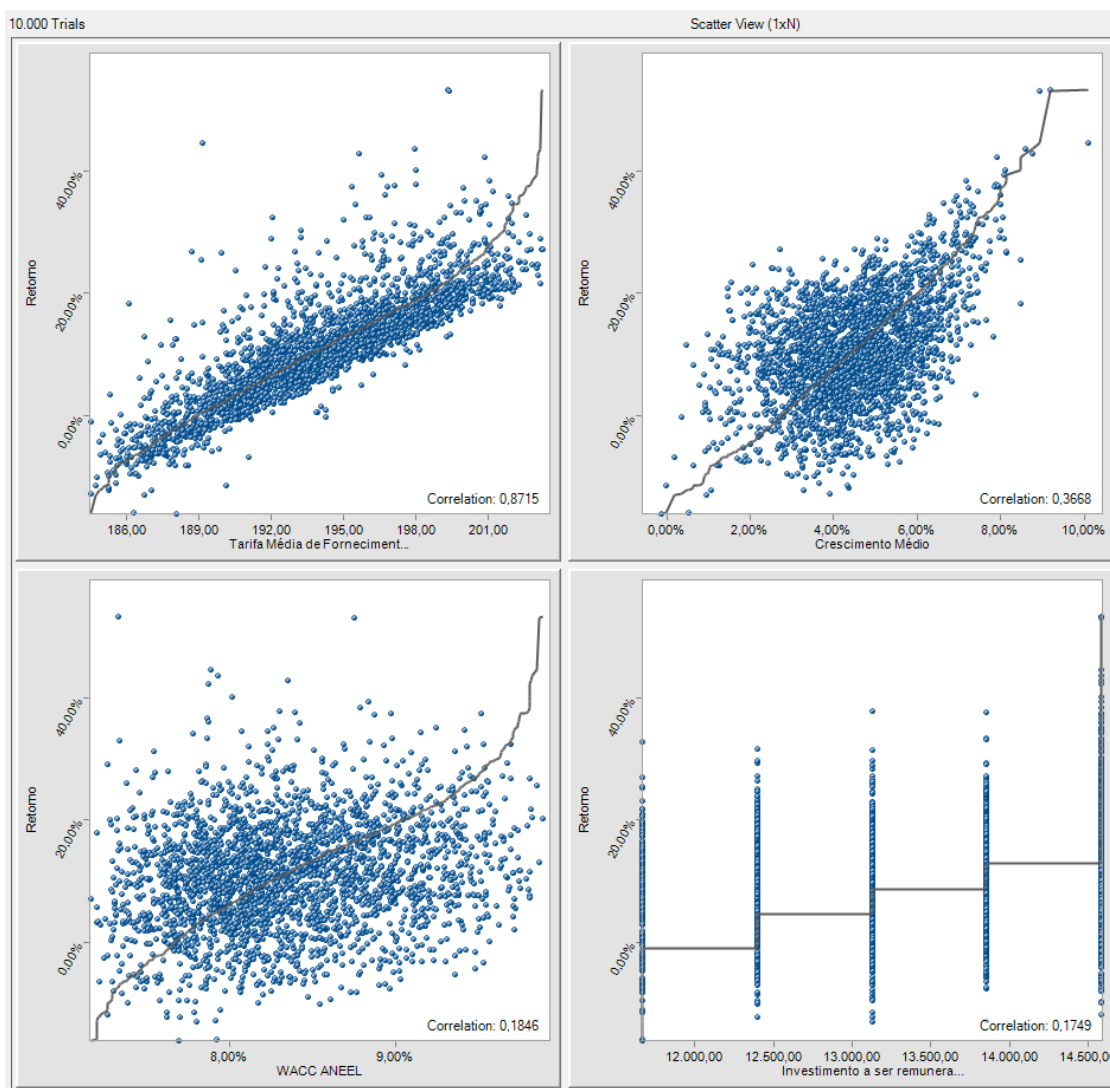 10.000 Trials
Scatter View (1xN)
Retorno
40,00%
20,00%
0,00%
Correlation: 0,8715
186,00 189,00 192,00 195,00 198,00 201,00
Tarifa Média de Forneciment...
Retorno
40,00%
20,00%
0,00%
Correlation: 0,3668
0,00% 2,00% 4,00% 6,00% 8,00% 10,00%
Crescimento Médio
Retorno
40,00%
20,00%
0,00%
Correlation: 0,1846
8,00% 9,00%
WACC ANEEL
Retorno
40,00%
20,00%
0,00%
Correlation: 0,1749
12.000,00 12.500,00 13.000,00 13.500,00 14.000,00 14.500,0
Investimento a ser remunera...